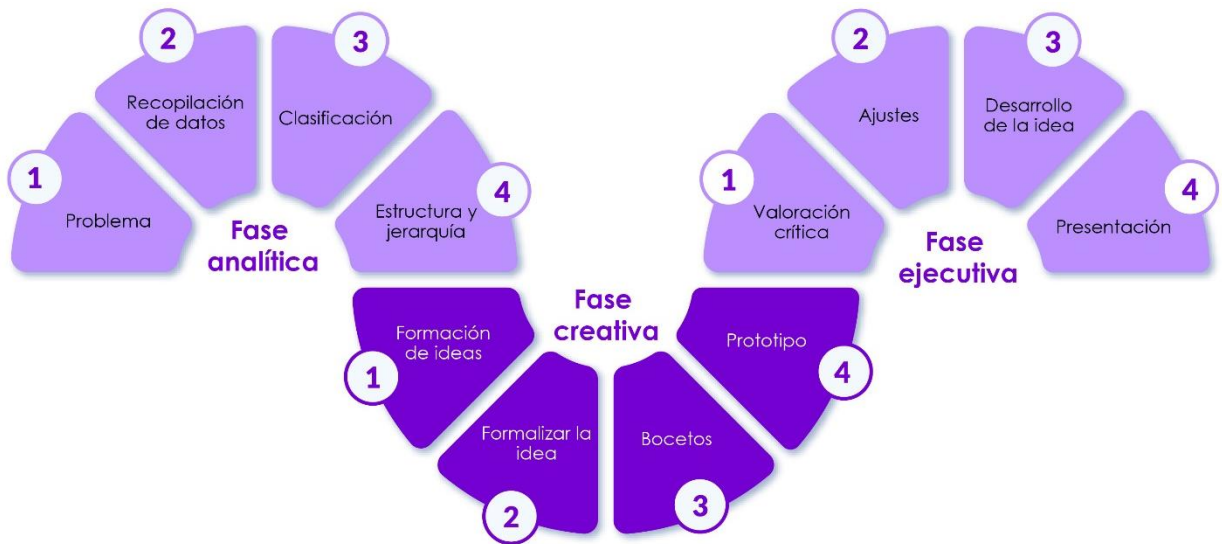 Fase
analítica
1
Problema
2
Recopilación
de datos
3
Clasificación
4
Estructura y
jerarquía
Fase
creativa
1
Formación
de ideas
2
Formalizar la
idea
3
Bocetos
4
Prototipo
Fase
ejecutiva
1
Valoración
crítica
2
Ajustes
3
Desarrollo
de la idea
4
Presentación